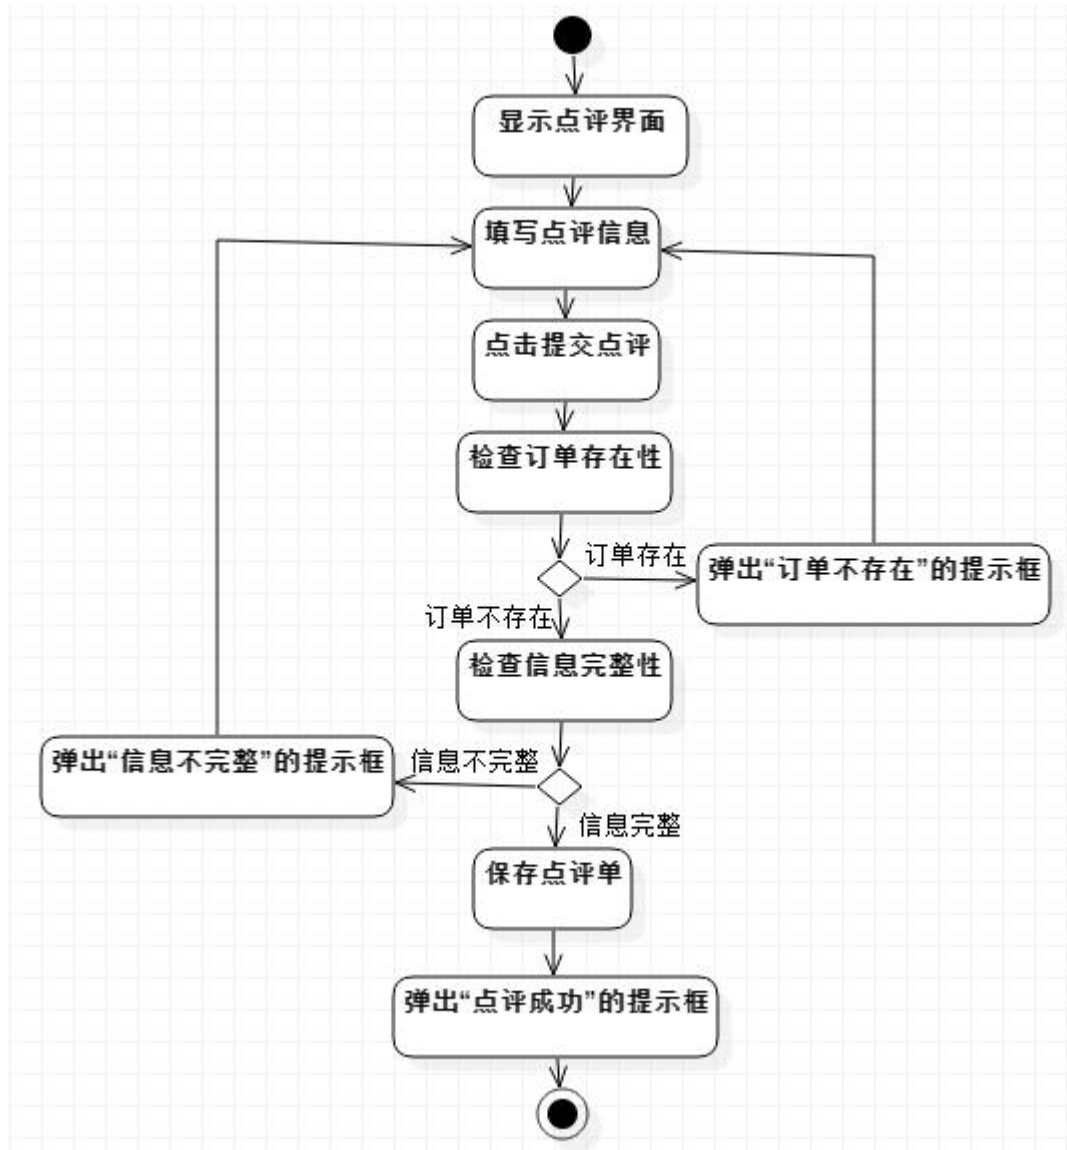 显示点评界面
填写点评信息
点击提交点评
检查订单存在性
订单存在
弹出“订单不存在”的提示框
订单不存在
检查信息完整性
弹出“信息不完整”的提示框
信息不完整
信息完整
保存点评单
弹出“点评成功”的提示框